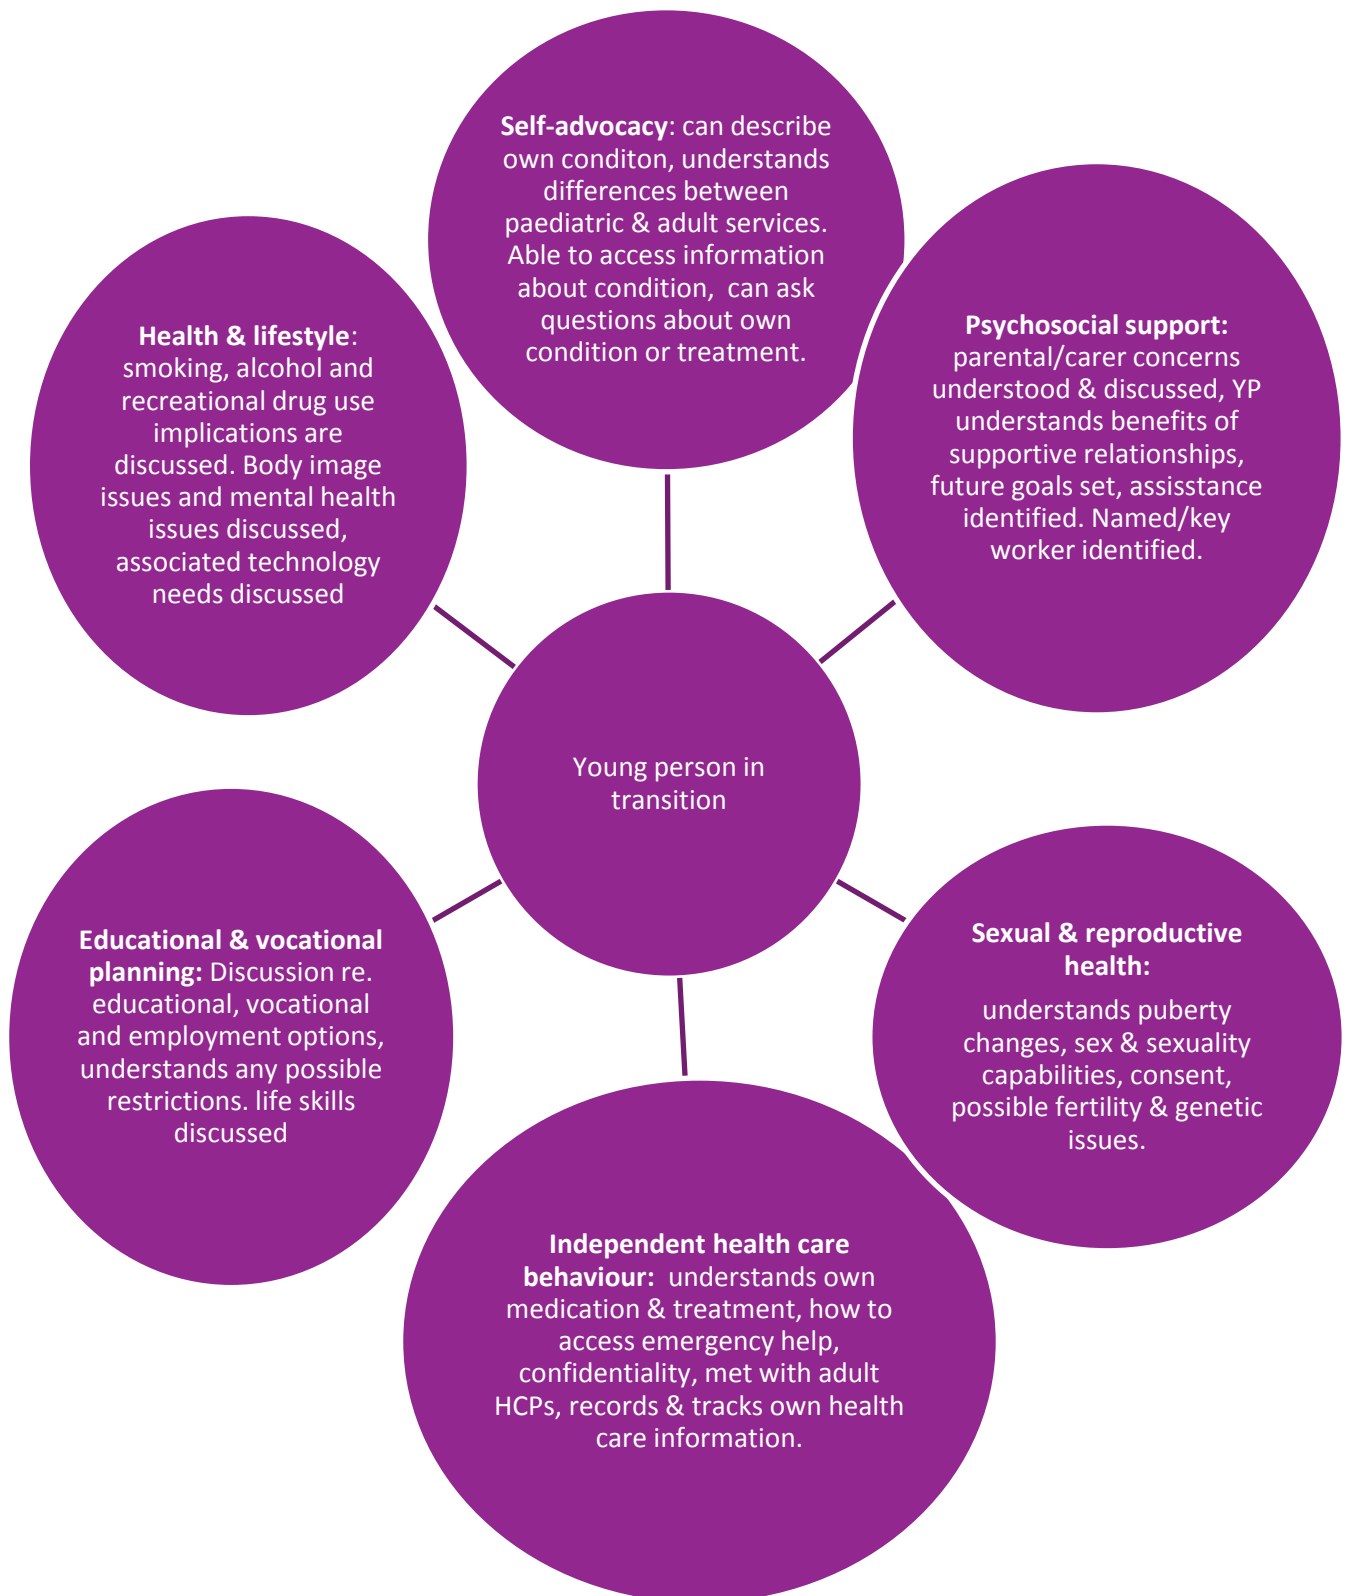 Self-advocacy: can describe
own conditon, understands
differences between
paediatric & adult services.
Able to access information
about condition, can ask
questions about own
condition or treatment.
Psychosocial support:
parental/carer concerns
understood & discussed, YP
understands benefits of
supportive relationships,
future goals set, assisstance
identified. Named/key
worker identified.
Sexual & reproductive
health:
understands puberty
changes, sex & sexuality
capabilities, consent,
possible fertility & genetic
issues.
Independent health care
behaviour: understands own
medication & treatment, how to
access emergency help,
confidentiality, met with adult
HCPs, records & tracks own health
care information.
Educational & vocational
planning: Discussion re.
educational, vocational
and employment options,
understands any possible
restrictions. life skills
discussed
Health & lifestyle:
smoking, alcohol and
recreational drug use
implications are
discussed. Body image
issues and mental health
issues discussed,
associated technology
needs discussed
Young person in
transition